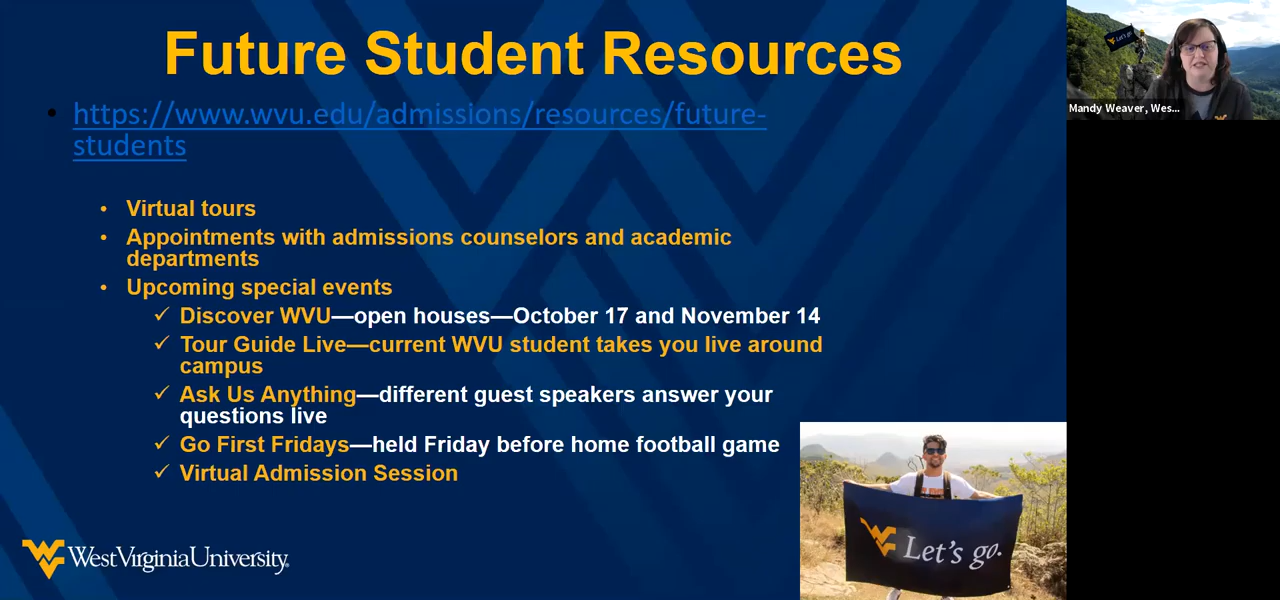 Future Student Resources
• https://www.wvu.edu/admissions/resources/future-
students
• Virtual tours
• Appointments with admissions counselors and academic
departments
• Upcoming special events
✓ Discover WVU—open houses—October 17 and November 14
✓ Tour Guide Live—current WVU student takes you live around
campus
✓ Ask Us Anything—different guest speakers answer your
questions live
✓ Go First Fridays—held Friday before home football game
✓ Virtual Admission Session
WestVirginiaUniversity.
Let's go.
Let's go.
Mandy Weaver, Wes...